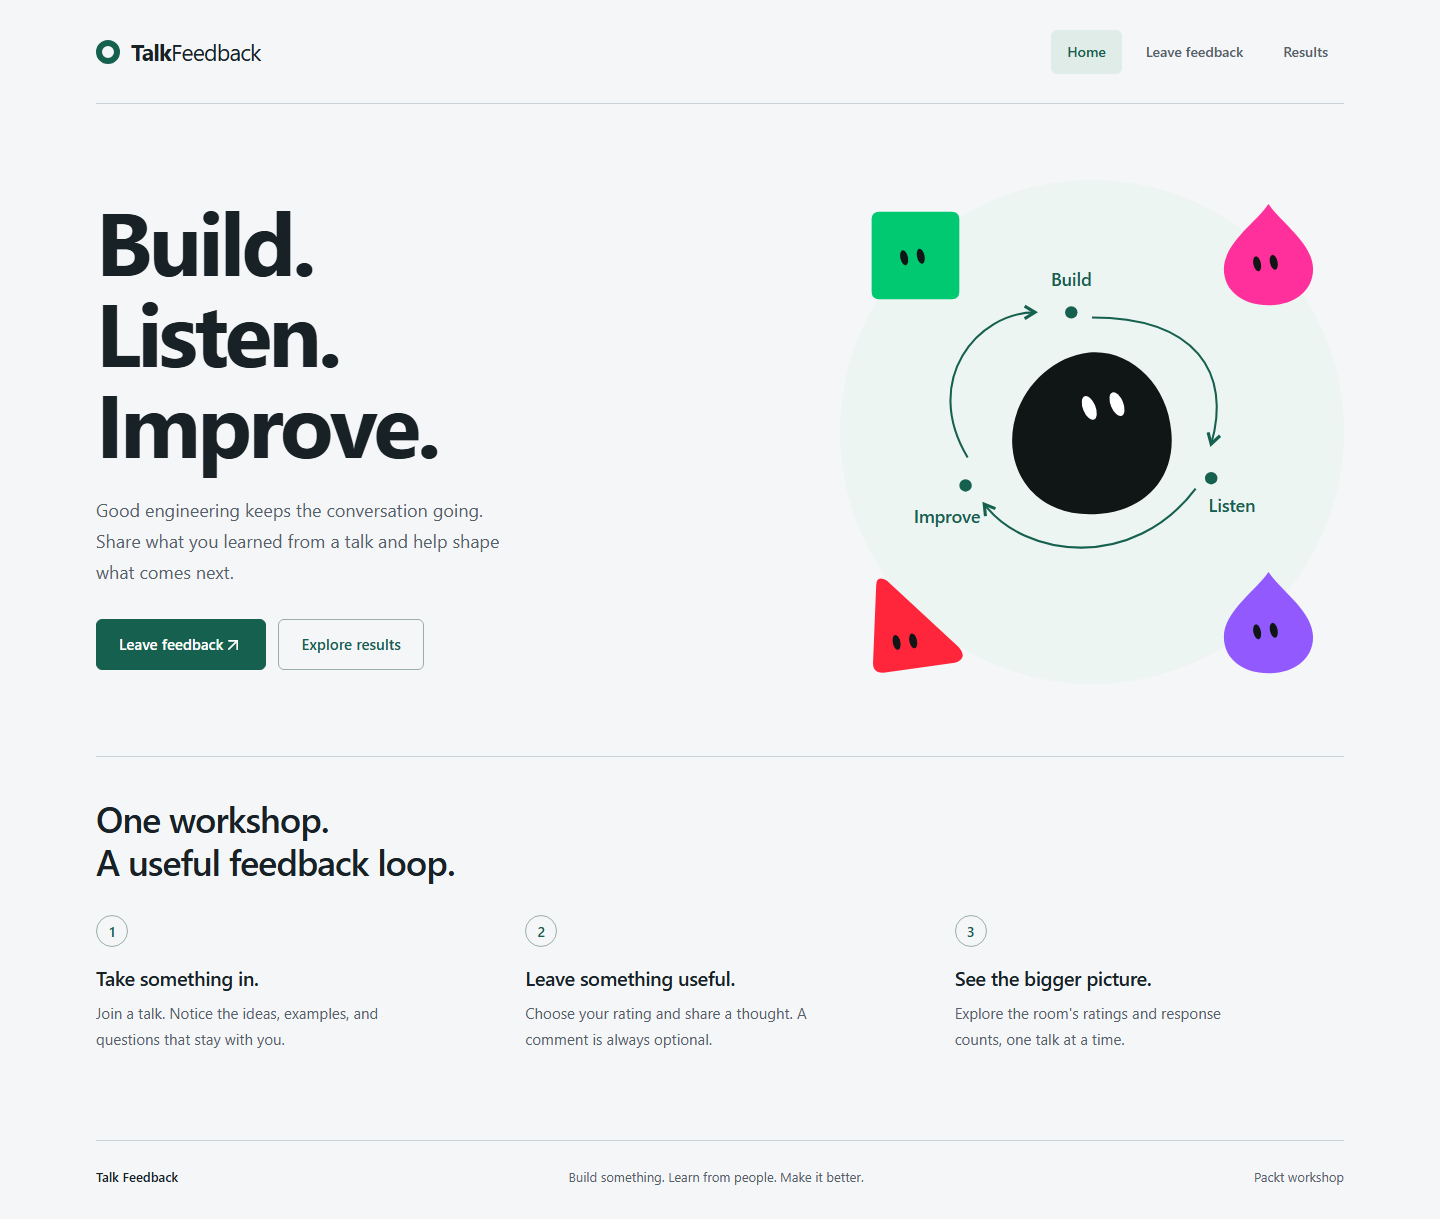 TalkFeedback
Home
Leave feedback
Results
Build.
Listen.
Improve.
Good engineering keeps the conversation going.
Share what you learned from a talk and help shape
what comes next.
Leave feedback
Explore results
Build
Listen
Improve
One workshop.
A useful feedback loop.
1
Take something in.
Join a talk. Notice the ideas, examples, and
questions that stay with you.
2
Leave something useful.
Choose your rating and share a thought. A
comment is always optional.
3
See the bigger picture.
Explore the room's ratings and response
counts, one talk at a time.
Talk Feedback
Build something. Learn from people. Make it better.
Packt workshop